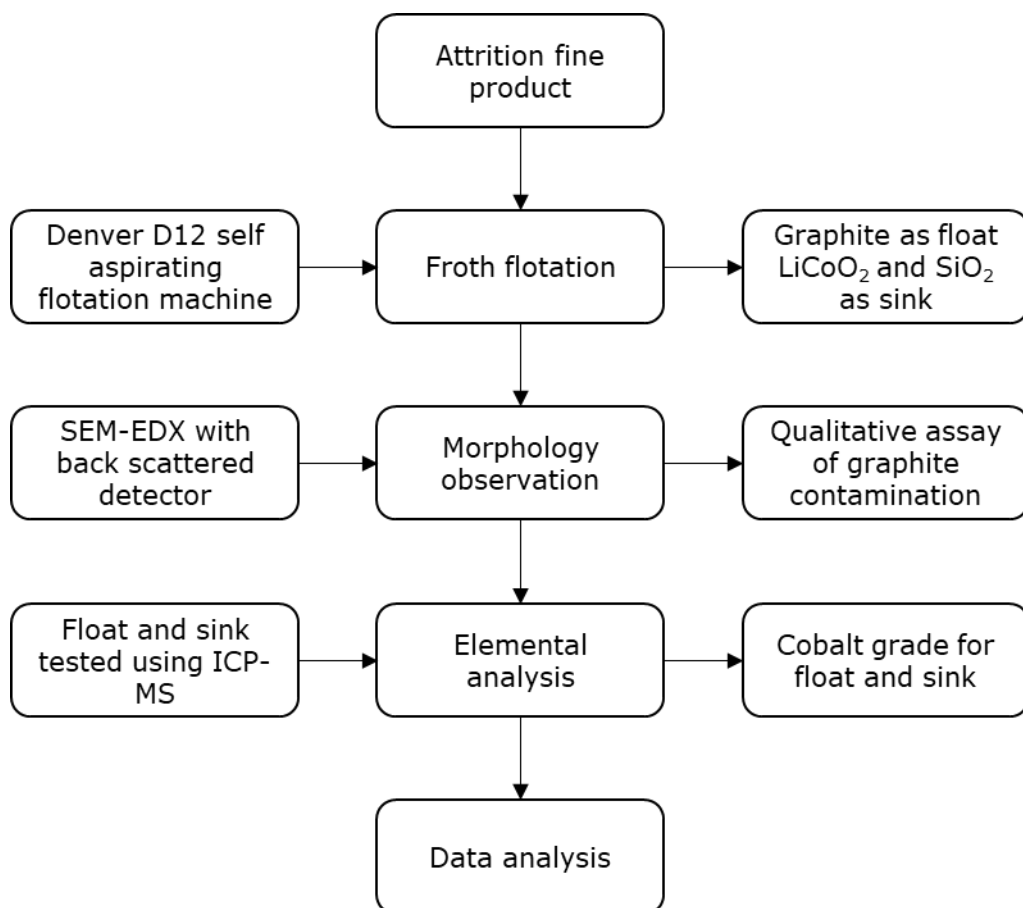 Attrition fine
product
Denver D12 self
aspirating
flotation machine
Froth flotation
Graphite as float
LiCoO₂ and SiO₂
as sink
SEM-EDX with
back scattered
detector
Morphology
observation
Qualitative assay
of graphite
contamination
Float and sink
tested using ICP-
MS
Elemental
analysis
Cobalt grade for
float and sink
Data analysis